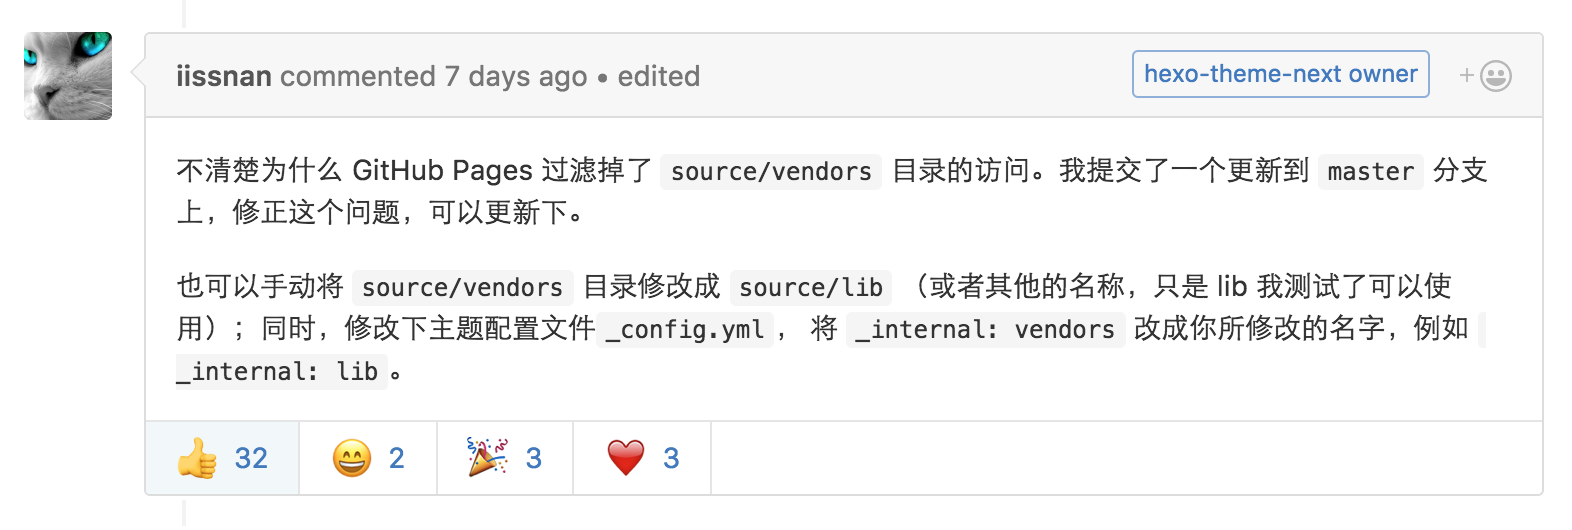 iissnan commented 7 days ago • edited
hexo-theme-next owner
+
不清楚为什么 GitHub Pages 过滤掉了 source/vendors 目录的访问。我提交了一个更新到 master 分支
上，修正这个问题，可以更新下。
也可以手动将 source/vendors 目录修改成 source/lib （或者其他的名称，只是 lib 我测试了可以使
用）；同时，修改下主题配置文件 _config.yml ， 将 _internal: vendors 改成你所修改的名字，例如
_internal: lib 。
32
2
3
3